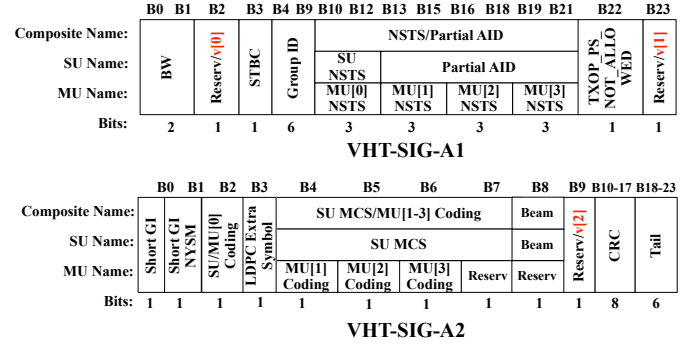 B0 B1 B2 B3 B4 B9 B10 B12 B13 B15 B16 B18 B19 B21 B22 B23
Composite Name:
SU Name:
MU Name:
Bits:
BW
Reserv/v[0]
STBC
Group ID
NSTS/Partial AID
SU
NSTS
Partial AID
MU[0]
NSTS
MU[1]
NSTS
MU[2]
NSTS
MU[3]
NSTS
TXOP_PS_
NOT_ALLO
WED
Reserv/v[1]
2 1 1 6 3 3 3 3 1 1
VHT-SIG-A1
B0 B1 B2 B3 B4 B5 B6 B7 B8 B9 B10-17 B18-23
Composite Name:
SU Name:
MU Name:
Bits:
Short GI
Short GI
NYSM
SU/MU[0]
Coding
LDPC Extra
Symbol
SU MCS/MU[1-3] Coding
SU MCS
MU[1]
Coding
MU[2]
Coding
MU[3]
Coding
Reserv
Beam
Beam
Reserv
Reserv/v[2]
CRC
Tail
1 1 1 1 1 1 1 1 1 1 8 6
VHT-SIG-A2